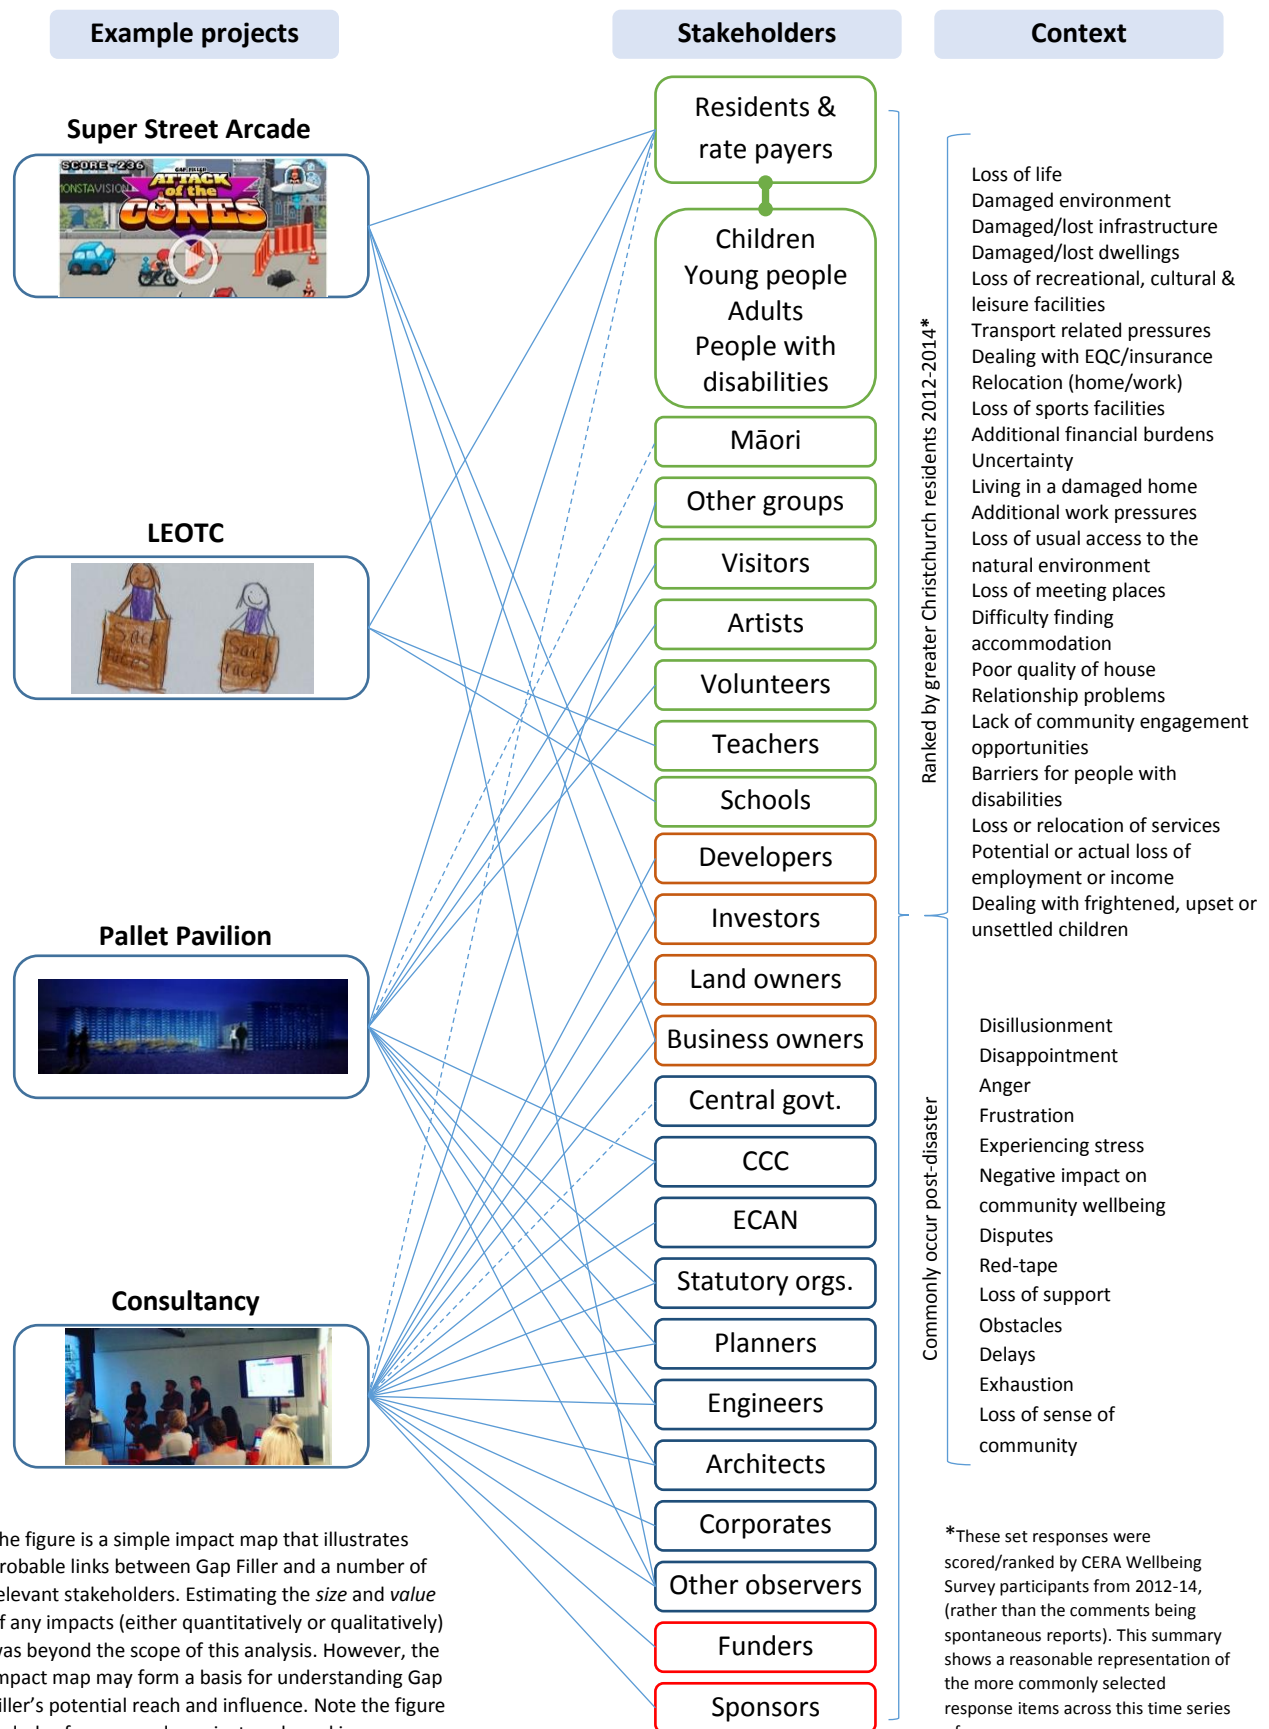 Example projects
Stakeholders
Context
Super Street Arcade
SCORE-236
MONSTAVISION
GAP FILLER
ATTACK
of the
CONES
LEOTC
Sack
races
Sack
races
Pallet Pavilion
Consultancy
Residents &
rate payers
Children
Young people
Adults
People with
disabilities
Māori
Other groups
Visitors
Artists
Volunteers
Teachers
Schools
Developers
Investors
Land owners
Business owners
Central govt.
CCC
ECAN
Statutory orgs.
Planners
Engineers
Architects
Corporates
Other observers
Funders
Sponsors
Ranked by greater Christchurch residents 2012-2014*
Loss of life
Damaged environment
Damaged/lost infrastructure
Damaged/lost dwellings
Loss of recreational, cultural &
leisure facilities
Transport related pressures
Dealing with EQC/insurance
Relocation (home/work)
Loss of sports facilities
Additional financial burdens
Uncertainty
Living in a damaged home
Additional work pressures
Loss of usual access to the
natural environment
Loss of meeting places
Difficulty finding
accommodation
Poor quality of house
Relationship problems
Lack of community engagement
opportunities
Barriers for people with
disabilities
Loss or relocation of services
Potential or actual loss of
employment or income
Dealing with frightened, upset or
unsettled children
Commonly occur post-disaster
Disillusionment
Disappointment
Anger
Frustration
Experiencing stress
Negative impact on
community wellbeing
Disputes
Red-tape
Loss of support
Obstacles
Delays
Exhaustion
Loss of sense of
community
he figure is a simple impact map that illustrates
robable links between Gap Filler and a number of
elevant stakeholders. Estimating the size and value
f any impacts (either quantitatively or qualitatively)
as beyond the scope of this analysis. However, the
mpact map may form a basis for understanding Gap
iller's potential reach and influence. Note the figure
*These set responses were
scored/ranked by CERA Wellbeing
Survey participants from 2012-14,
(rather than the comments being
spontaneous reports). This summary
shows a reasonable representation of
the more commonly selected
response items across this time series